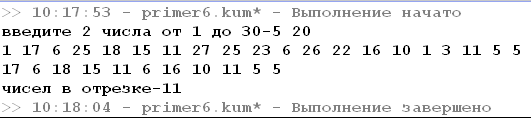 >> 10:17:53 - primer6.kum* - Выполнение начато
введите 2 числа от 1 до 30-5 20
1 17 6 25 18 15 11 27 25 23 6 26 22 16 10 1 3 11 5 5
17 6 18 15 11 6 16 10 11 5 5
чисел в отрезке-11
>> 10:18:04 - primer6.kum* - Выполнение завершено